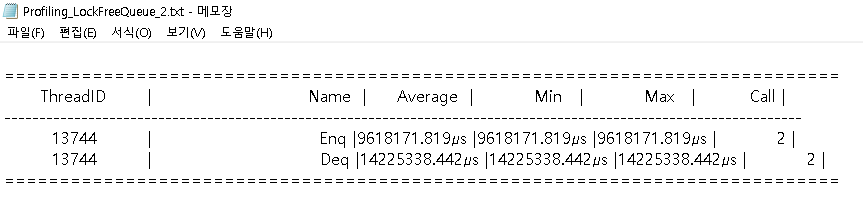 Profiling_LockFreeQueue_2.txt - 메모장
파일(F) 편집(E) 서식(O) 보기(V) 도움말(H)
============================================================================
ThreadID | Name | Average | Min | Max | Call |
----------------------------------------------------------------------------
13744 | Enq |9618171.819㎲ |9618171.819㎲ |9618171.819㎲ | 2 |
13744 | Deq |14225338.442㎲ |14225338.442㎲ |14225338.442㎲ | 2 |
============================================================================